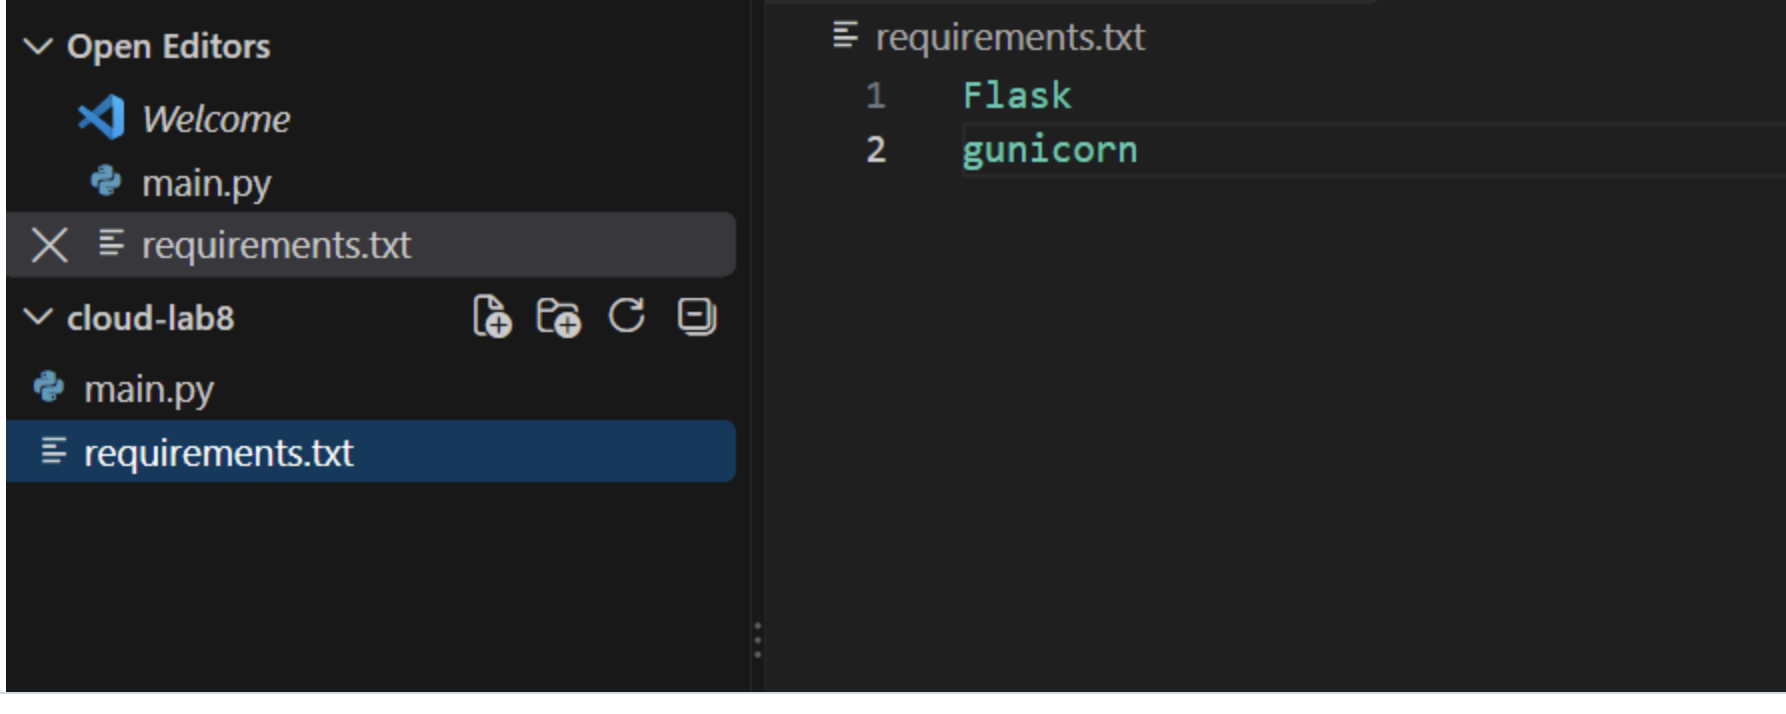 Open Editors
Welcome
main.py
requirements.txt
cloud-lab8
main.py
requirements.txt
requirements.txt
1 Flask
2 gunicorn